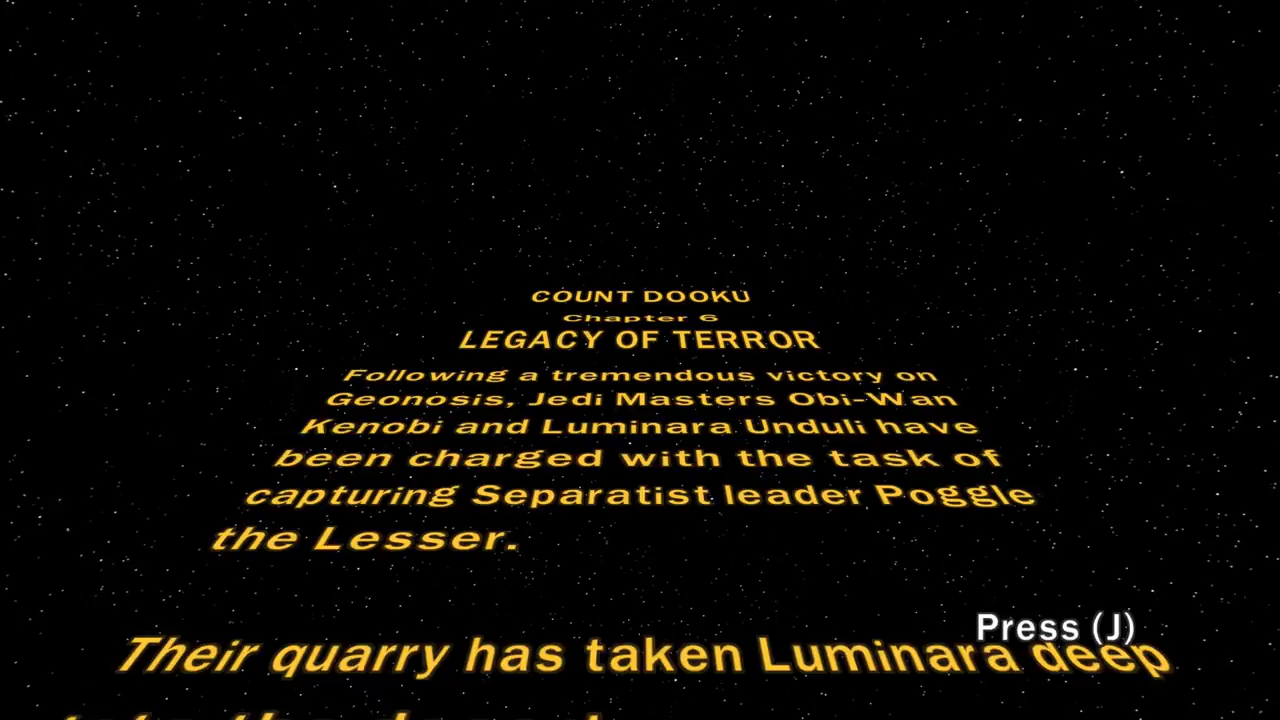 COUNT DOOKU
Chapter 6
LEGACY OF TERROR
Following a tremendous victory on
Geonosis, Jedi Masters Obi-Wan
Kenobi and Luminara Unduli have
been charged with the task of
capturing Separatist leader Poggle
the Lesser.
Press (J)
Their quarry has taken Luminara deep